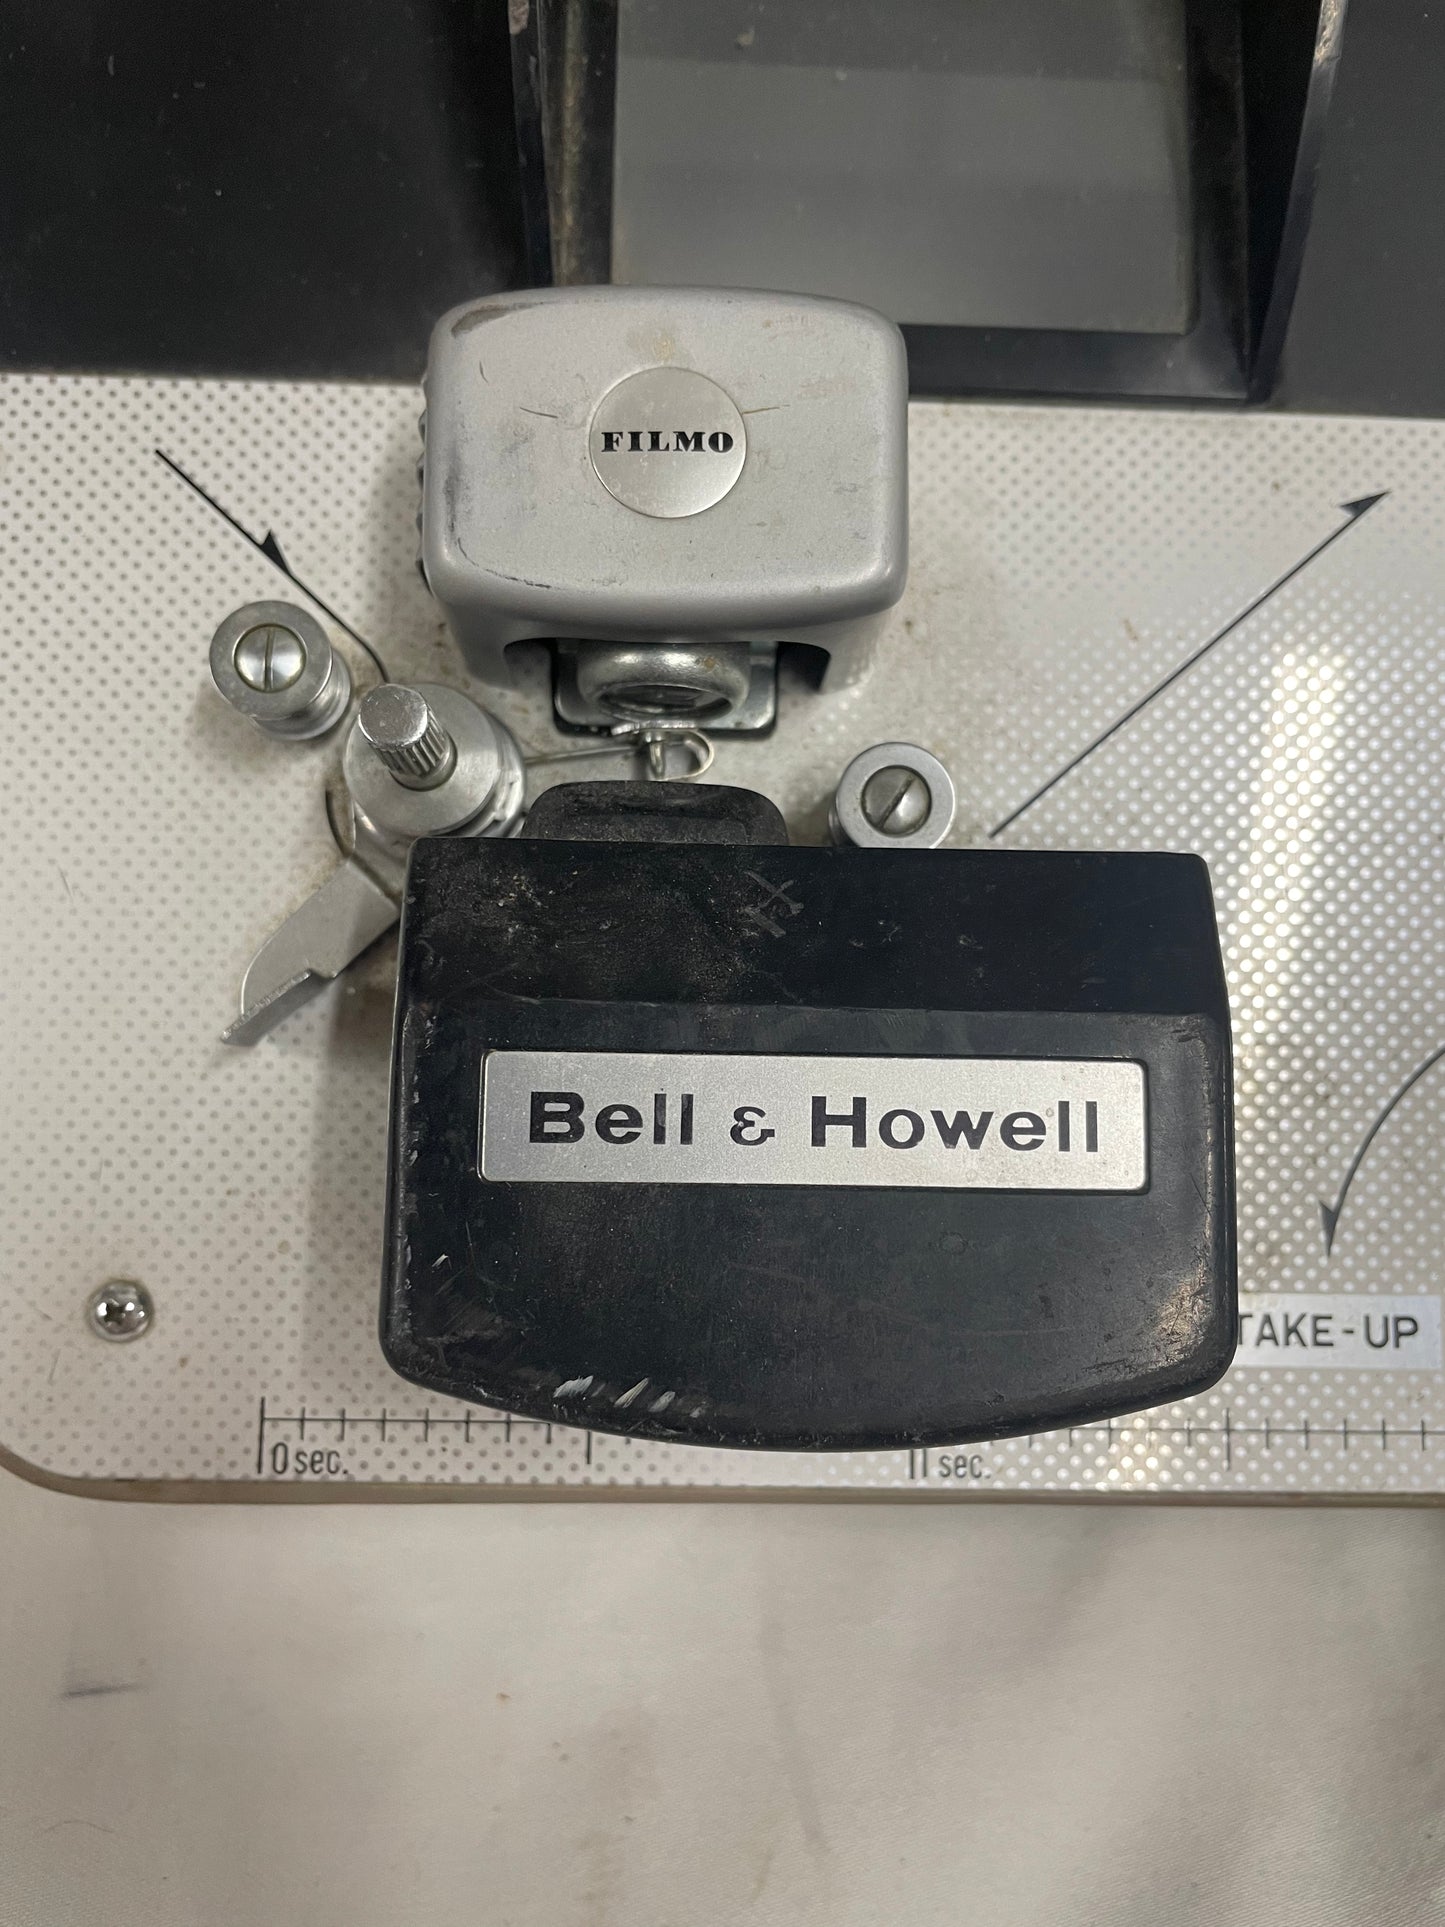 FILMO
Bell & Howell
TAKE-UP
0 sec.
1 sec.